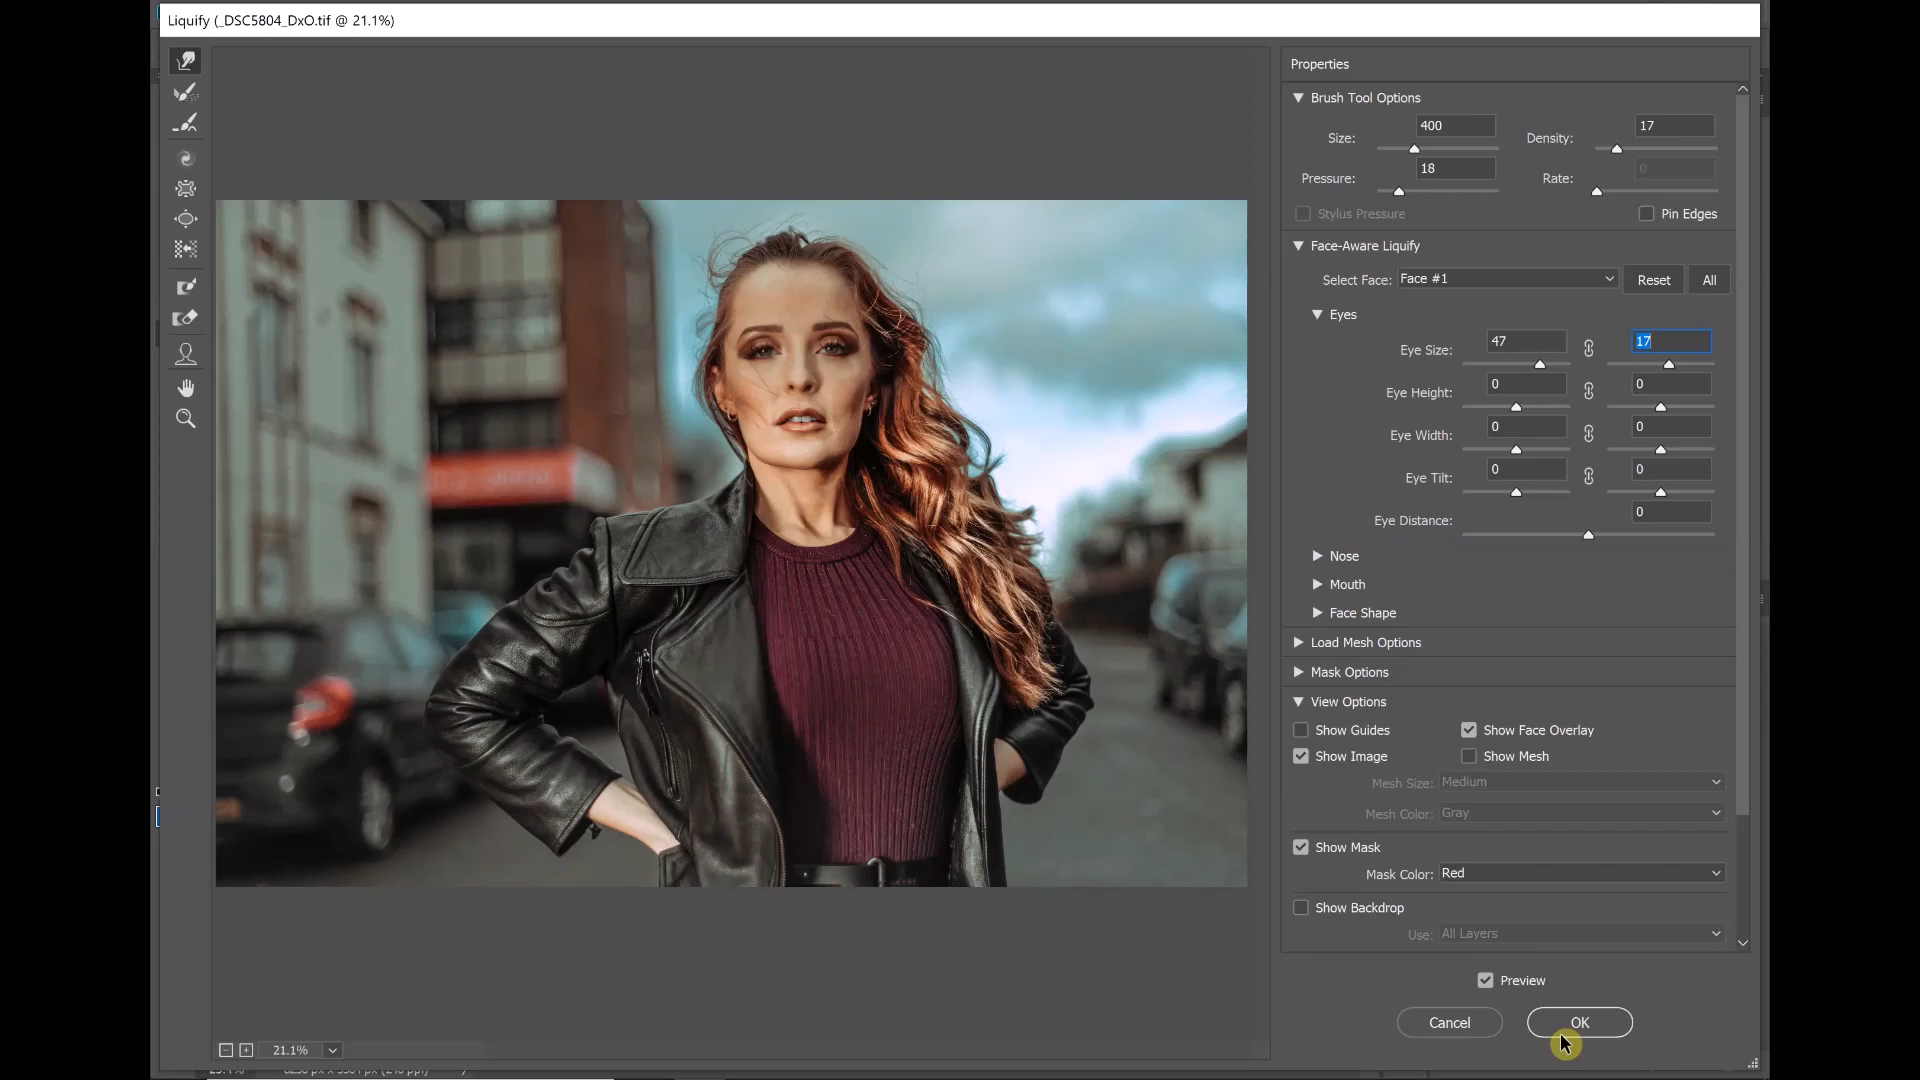 Liquify (_DSC5804_DxO.tif @ 21.1%)
Properties
Brush Tool Options
Size: 400 Density: 17
Pressure: 18 Rate: 0
Stylus Pressure Pin Edges
Face-Aware Liquify
Select Face: Face #1 Reset All
Eyes
Eye Size: 47 17
Eye Height: 0 0
Eye Width: 0 0
Eye Tilt: 0 0
Eye Distance: 0
Nose
Mouth
Face Shape
Load Mesh Options
Mask Options
View Options
Show Guides Show Face Overlay
Show Image Show Mesh
Mesh Size: Medium
Mesh Color: Gray
Show Mask
Mask Color: Red
Show Backdrop
Use: All Layers
Preview
Cancel OK
21.1%